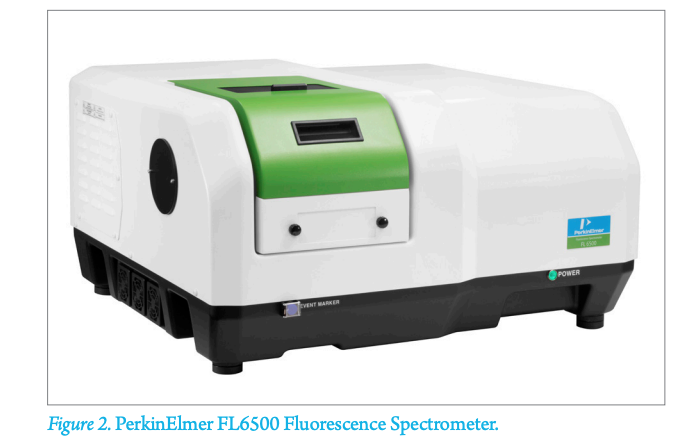 PerkinElmer
FL 6500
POWER
EVENT MARKER
Figure 2. PerkinElmer FL6500 Fluorescence Spectrometer.